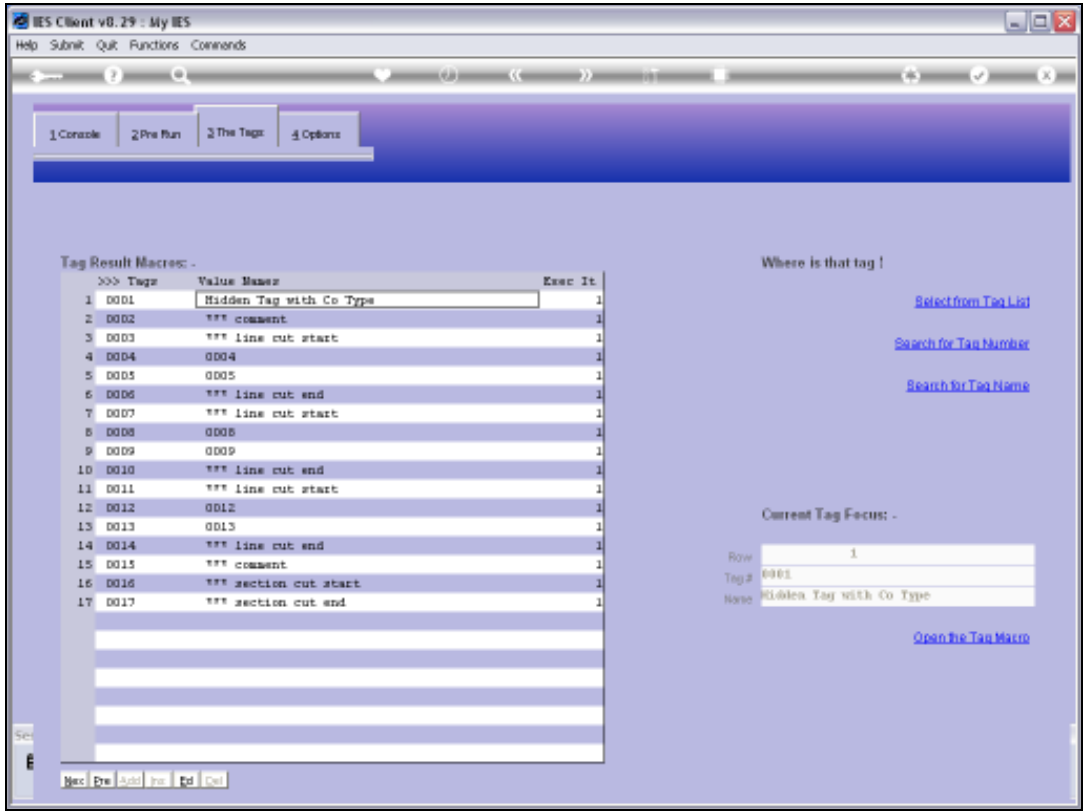 IES Client v8.29 : My IES
Help Submit Quit Functions Commands
1 Console 2 Pre Run 3 The Tags 4 Options
Tag Result Macros: -
Where is that tag !
>>> Tags Value Names Exec It
1 0001 Hidden Tag with Co Type 1
2 0002 *** comment 1
3 0003 *** line cut start 1
4 0004 0004 1
5 0005 0005 1
6 0006 *** line cut end 1
7 0007 *** line cut start 1
8 0008 0008 1
9 0009 0009 1
10 0010 *** line cut end 1
11 0011 *** line cut start 1
12 0012 0012 1
13 0013 0013 1
14 0014 *** line cut end 1
15 0015 *** comment 1
16 0016 *** section cut start 1
17 0017 *** section cut end 1
Select from Tag List
Search for Tag Number
Search for Tag Name
Current Tag Focus: -
Row 1
Tag # 0001
Name Hidden Tag with Co Type
Open the Tag Macro
Nex Pre Add Ins Ed Del